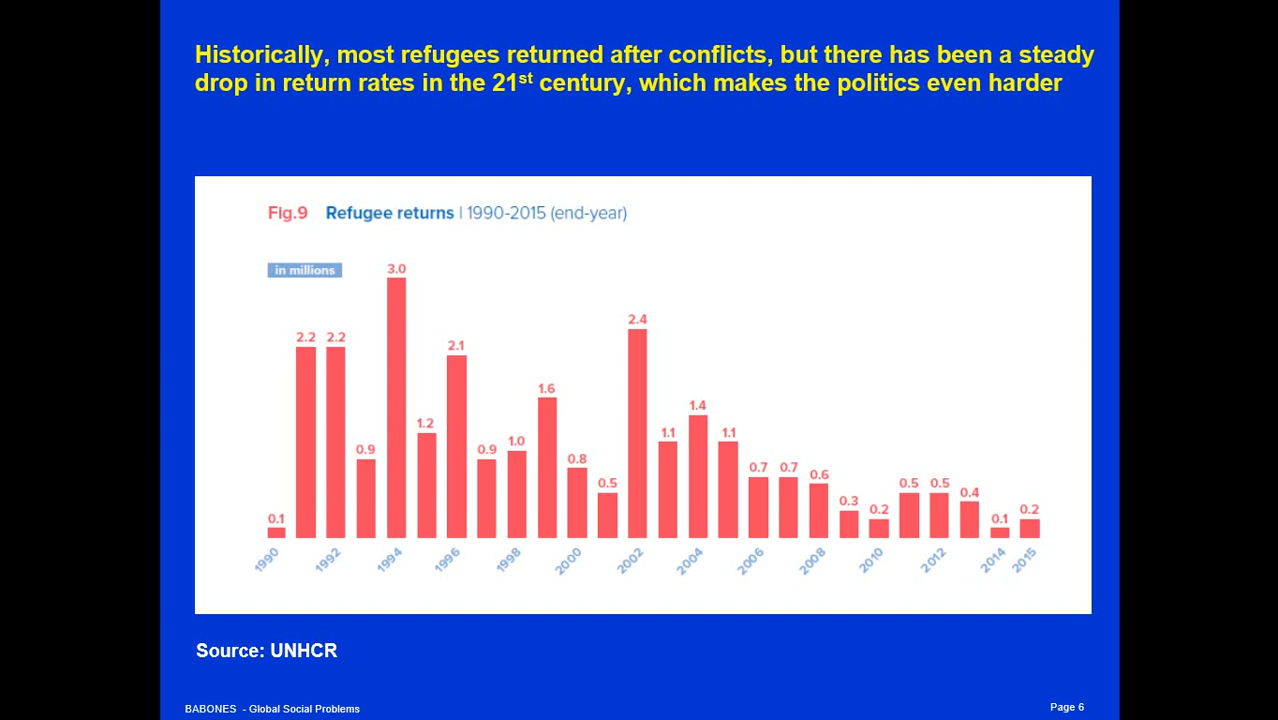 Historically, most refugees returned after conflicts, but there has been a steady
drop in return rates in the 21st century, which makes the politics even harder
Fig.9 Refugee returns | 1990-2015 (end-year)
in millions
0.1 2.2 2.2 0.9 3.0 1.2 2.1 0.9 1.0 1.6 0.8 0.5 2.4 1.1 1.4 1.1 0.7 0.7 0.6 0.3 0.2 0.5 0.5 0.4 0.1 0.2
1990 1992 1994 1996 1998 2000 2002 2004 2006 2008 2010 2012 2014 2015
Source: UNHCR
BABONES - Global Social Problems
Page 6